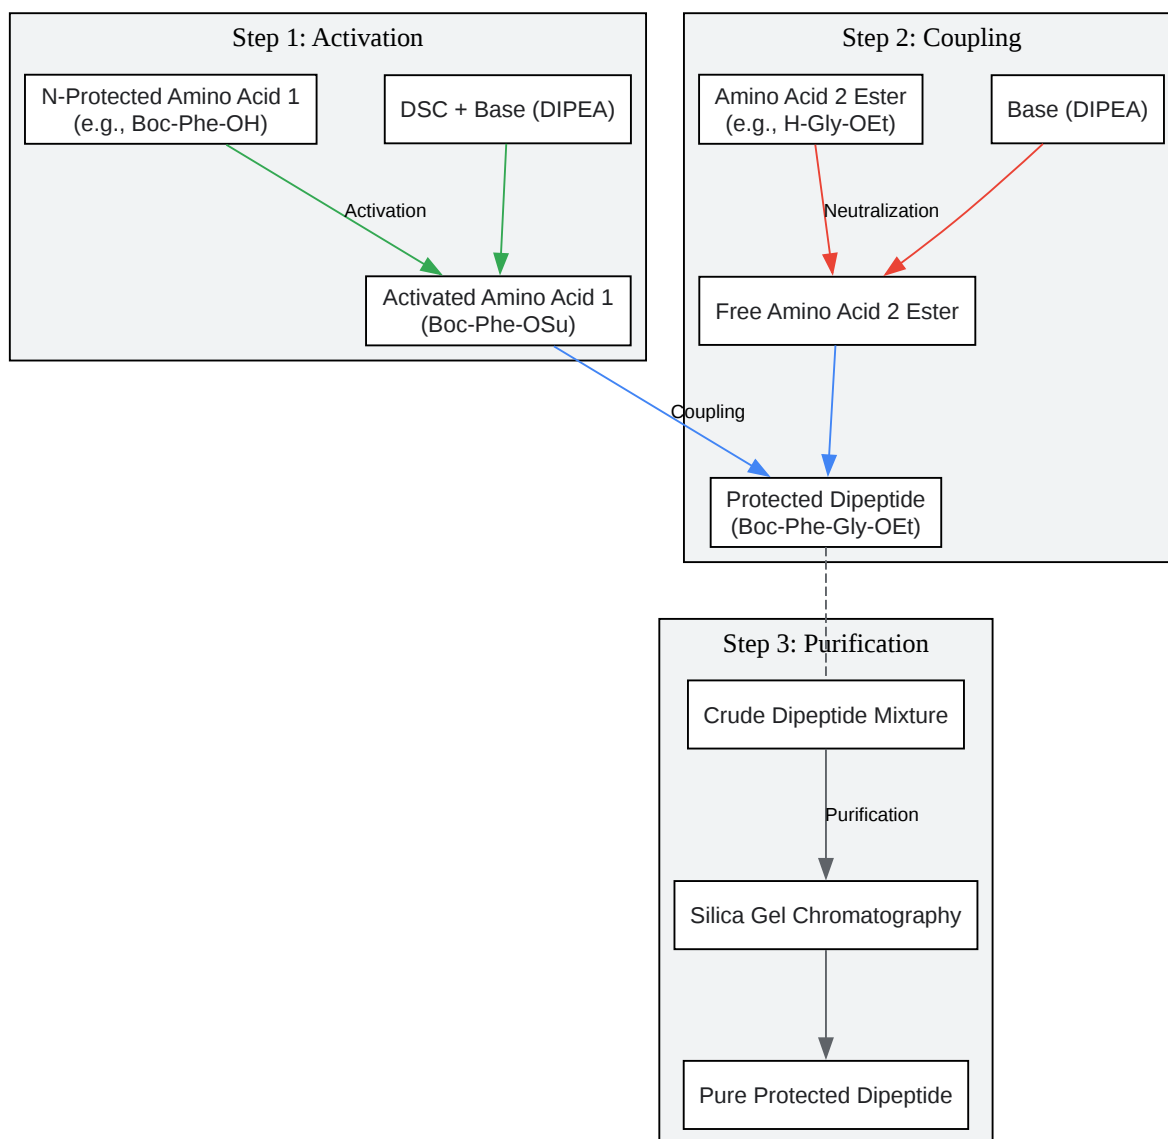 Step 1: Activation
N-Protected Amino Acid 1
(e.g., Boc-Phe-OH)
DSC + Base (DIPEA)
Activation
Activated Amino Acid 1
(Boc-Phe-OSu)
Step 2: Coupling
Amino Acid 2 Ester
(e.g., H-Gly-OEt)
Base (DIPEA)
Neutralization
Free Amino Acid 2 Ester
Coupling
Protected Dipeptide
(Boc-Phe-Gly-OEt)
Step 3: Purification
Crude Dipeptide Mixture
Purification
Silica Gel Chromatography
Pure Protected Dipeptide